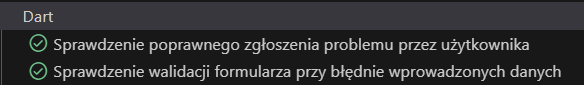 Dart
Sprawdzenie poprawnego zgłoszenia problemu przez użytkownika
Sprawdzenie walidacji formularza przy błędnie wprowadzonych danych